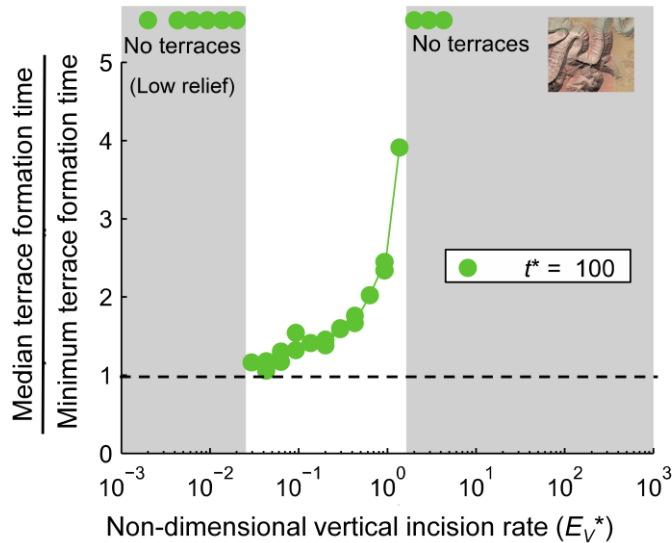 Median terrace formation time
Minimum terrace formation time
No terraces
(Low relief)
No terraces
5
4
3
2
1
0
t* = 100
10⁻³ 10⁻² 10⁻¹ 10⁰ 10¹ 10² 10³
Non-dimensional vertical incision rate (E_V*)